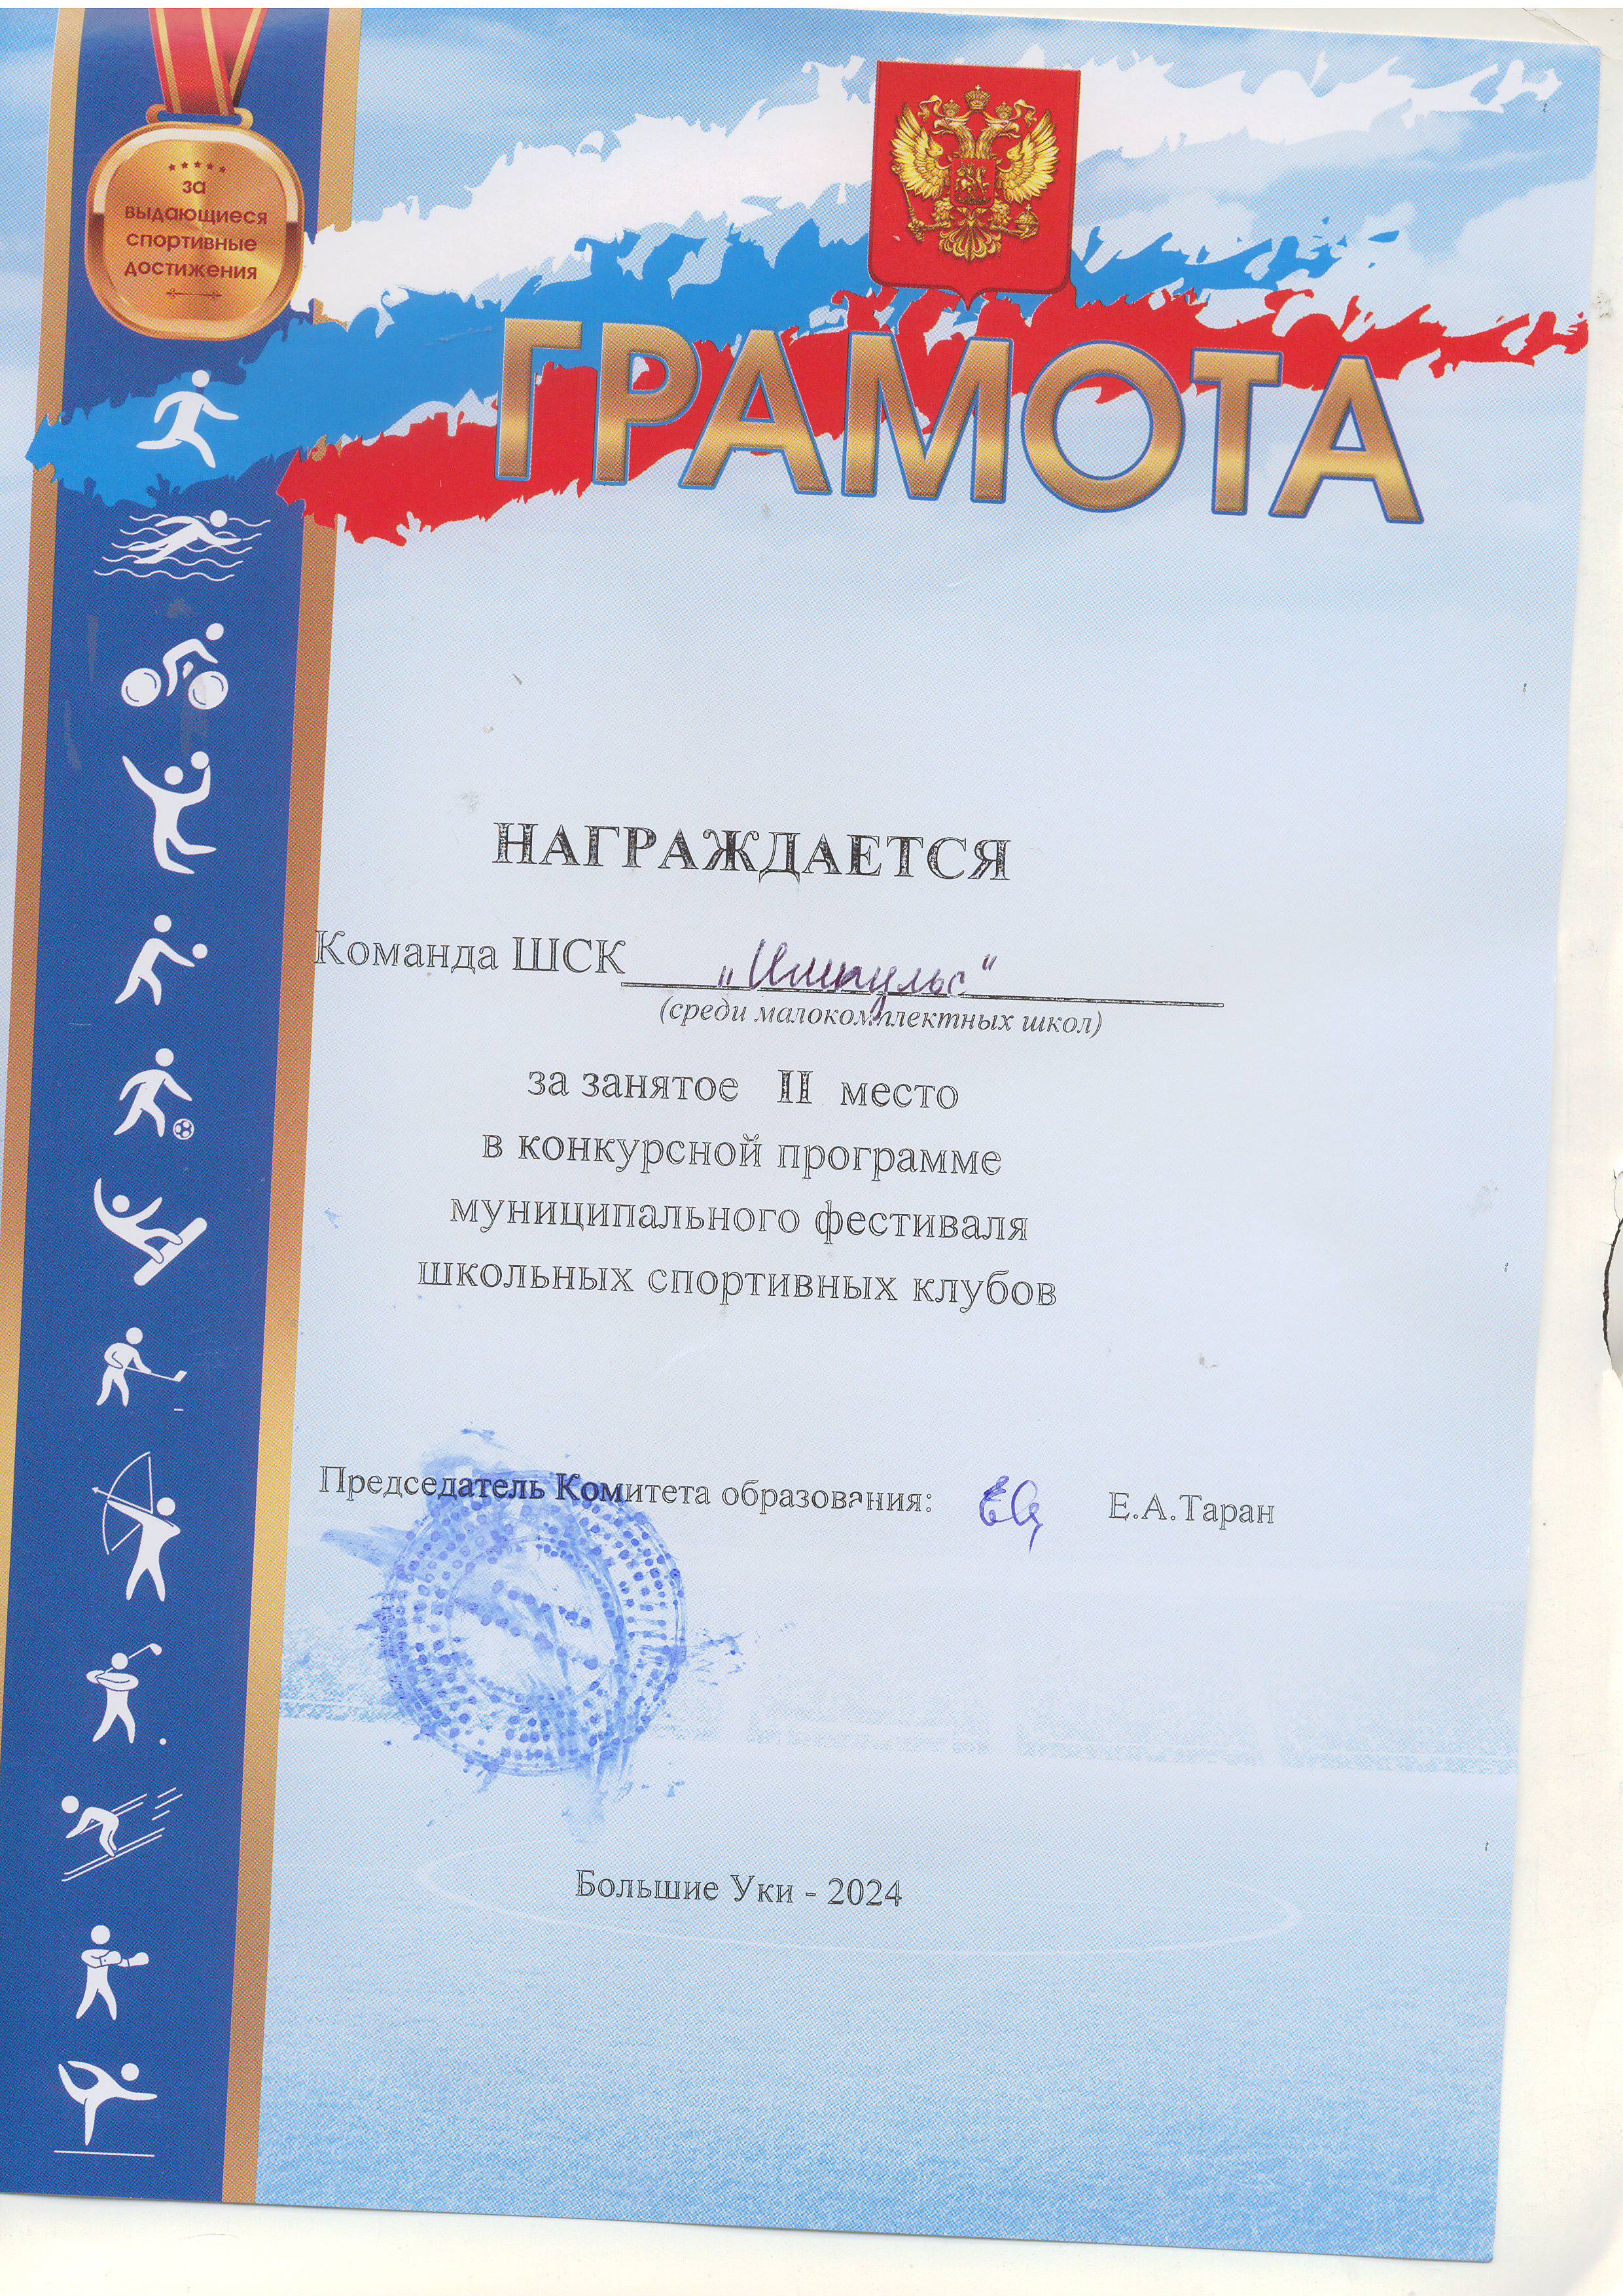 за
выдающиеся
спортивные
достижения
ГРАМОТА
НАГРАЖДАЕТСЯ
Команда ШСК „Импульс"
(среди малокомплектных школ)
за занятое II место
в конкурсной программе
муниципального фестиваля
школьных спортивных клубов
Председатель Комитета образования: Е.А.Таран
Большие Уки - 2024